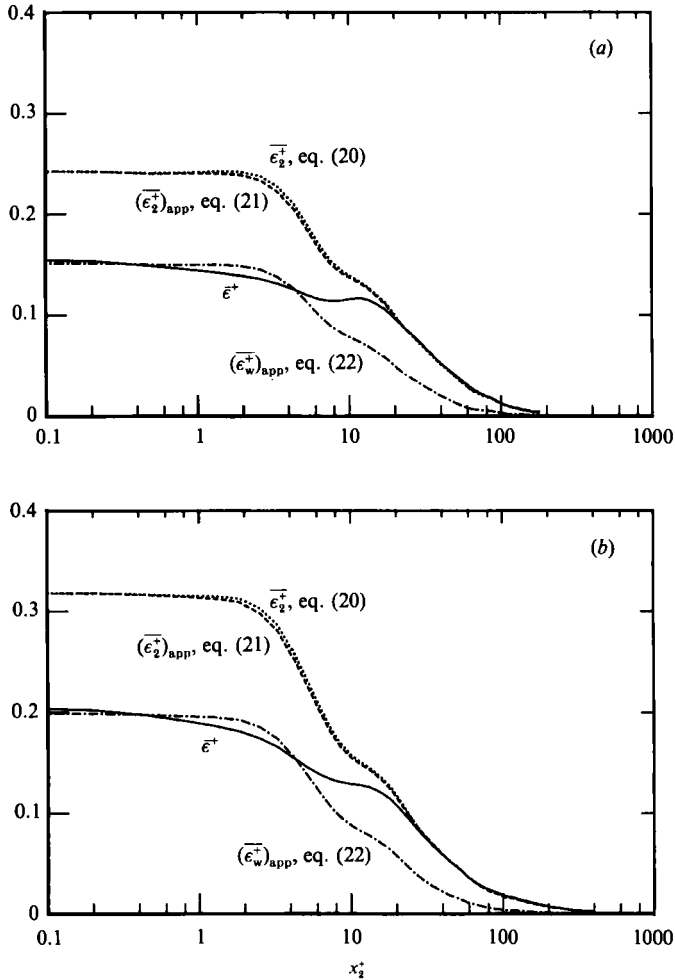 0.4
(a)
0.3
ϵ̅₂⁺, eq. (20)
0.2
(ϵ̅₂⁺)app, eq. (21)
ϵ̅⁺
0.1
(ϵ̅w⁺)app, eq. (22)
0
0.1 1 10 100 1000
0.4
(b)
ϵ̅₂⁺, eq. (20)
0.3
(ϵ̅₂⁺)app, eq. (21)
0.2
ϵ̅⁺
0.1
(ϵ̅w⁺)app, eq. (22)
0
0.1 1 10 100 1000
x₂⁺